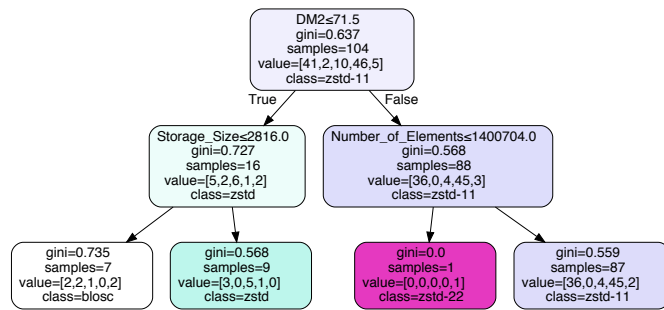 DM2≤71.5
gini=0.637
samples=104
value=[41,2,10,46,5]
class=zstd-11
True
False
Storage_Size≤2816.0
gini=0.727
samples=16
value=[5,2,6,1,2]
class=zstd
Number_of_Elements≤1400704.0
gini=0.568
samples=88
value=[36,0,4,45,3]
class=zstd-11
gini=0.735
samples=7
value=[2,2,1,0,2]
class=blosc
gini=0.568
samples=9
value=[3,0,5,1,0]
class=zstd
gini=0.0
samples=1
value=[0,0,0,0,1]
class=zstd-22
gini=0.559
samples=87
value=[36,0,4,45,2]
class=zstd-11